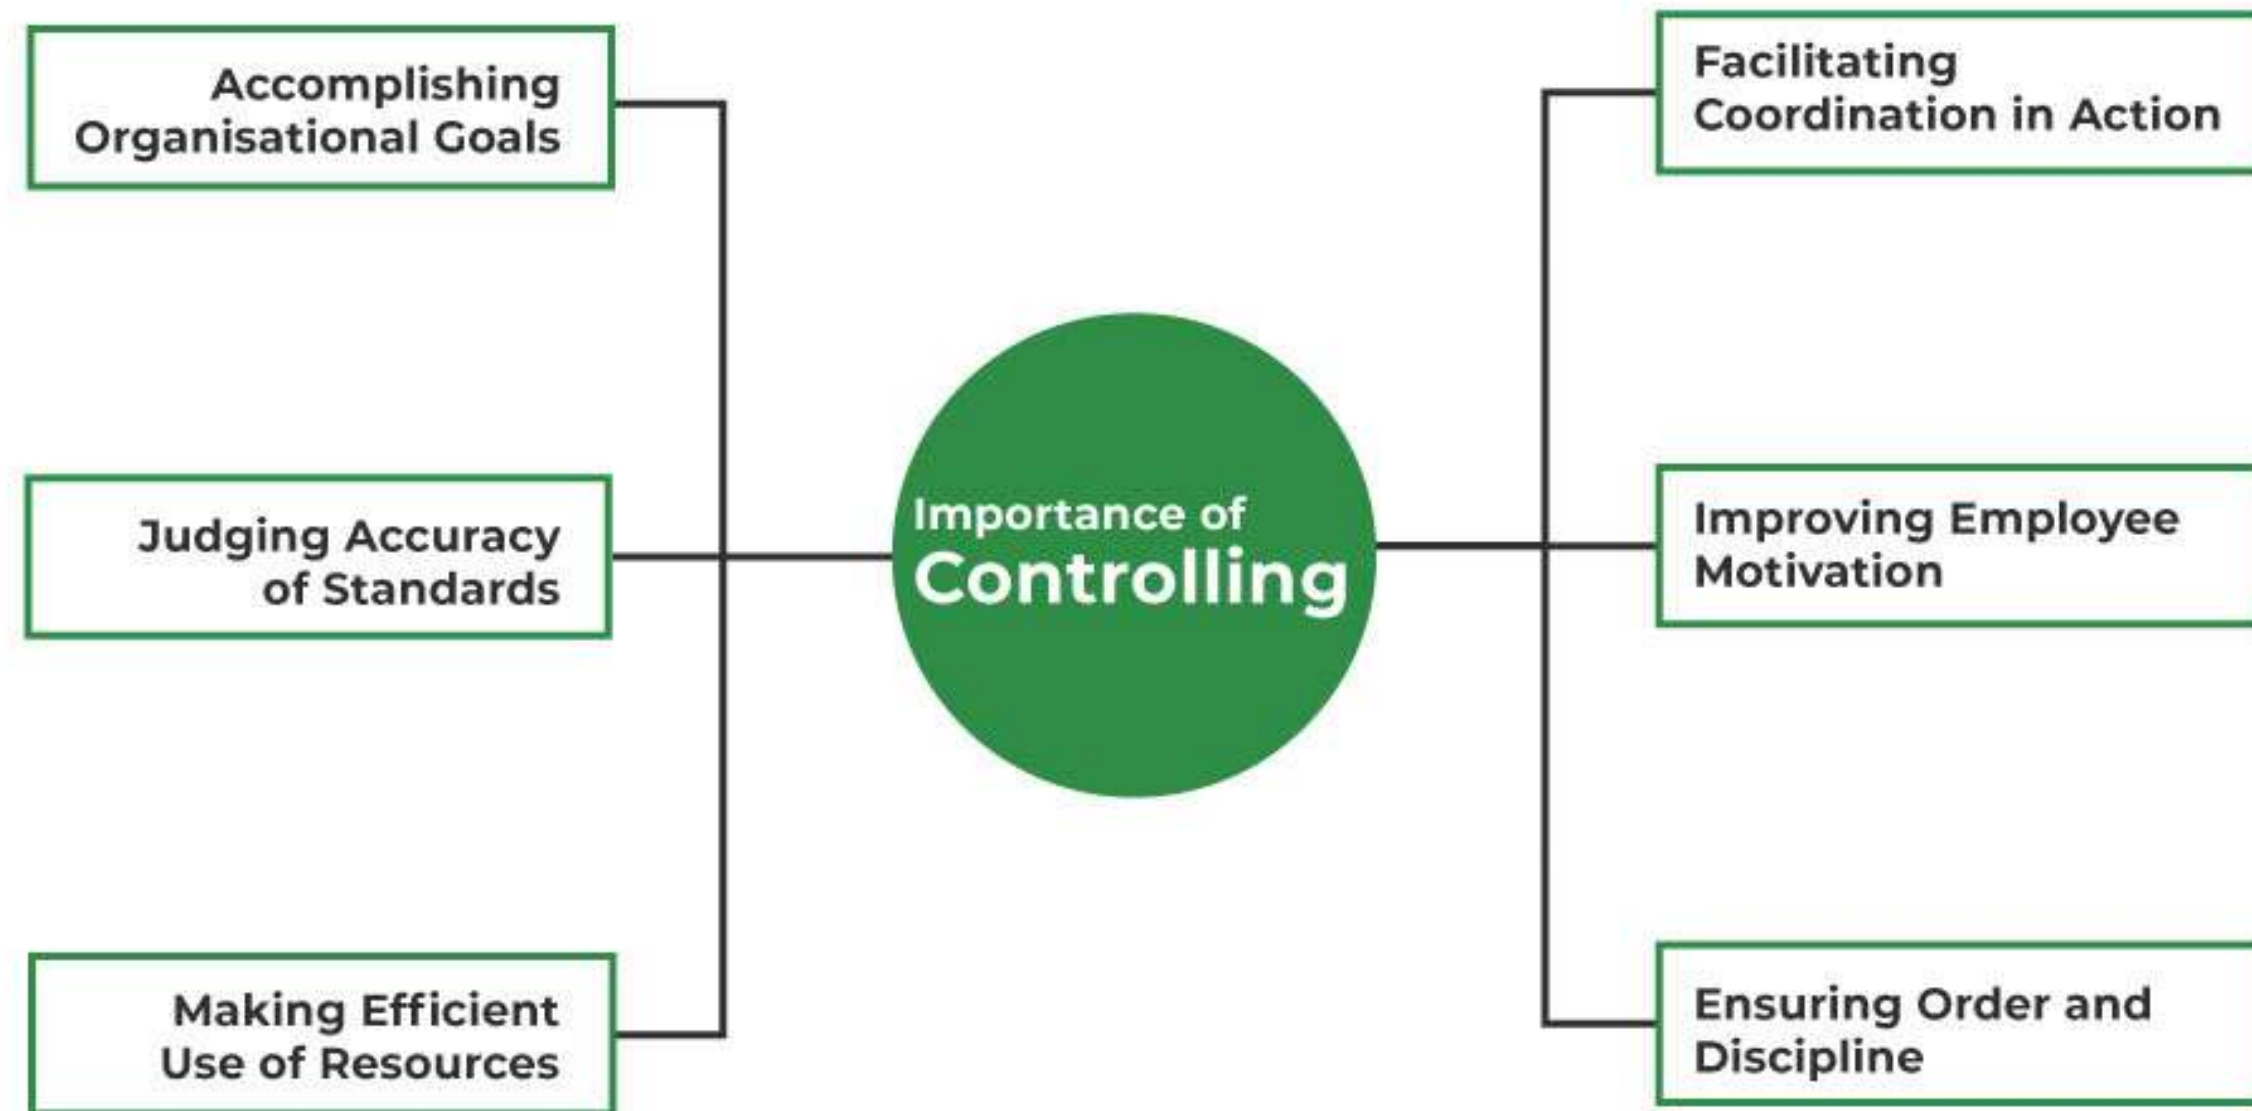 Accomplishing
Organisational Goals
Judging Accuracy
of Standards
Making Efficient
Use of Resources
Importance of
Controlling
Facilitating
Coordination in Action
Improving Employee
Motivation
Ensuring Order and
Discipline